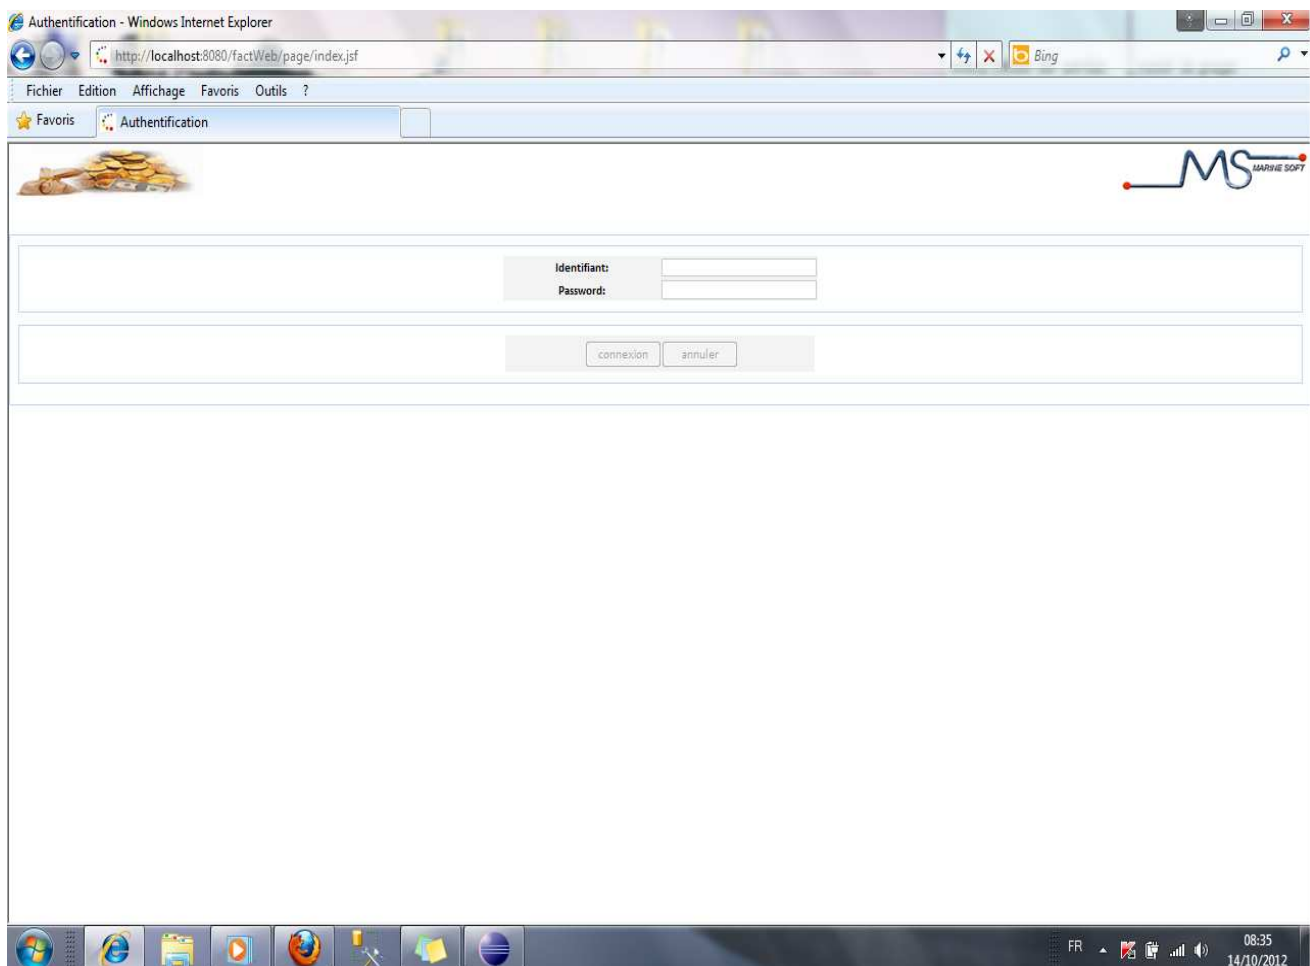 Authentification - Windows Internet Explorer
http://localhost:8080/factWeb/page/index.jsf
Bing
Fichier Edition Affichage Favoris Outils ?
Favoris
Authentification
MS
MARINE SOFT
Identifiant:
Password:
connexion annuler
FR
08:35
14/10/2012